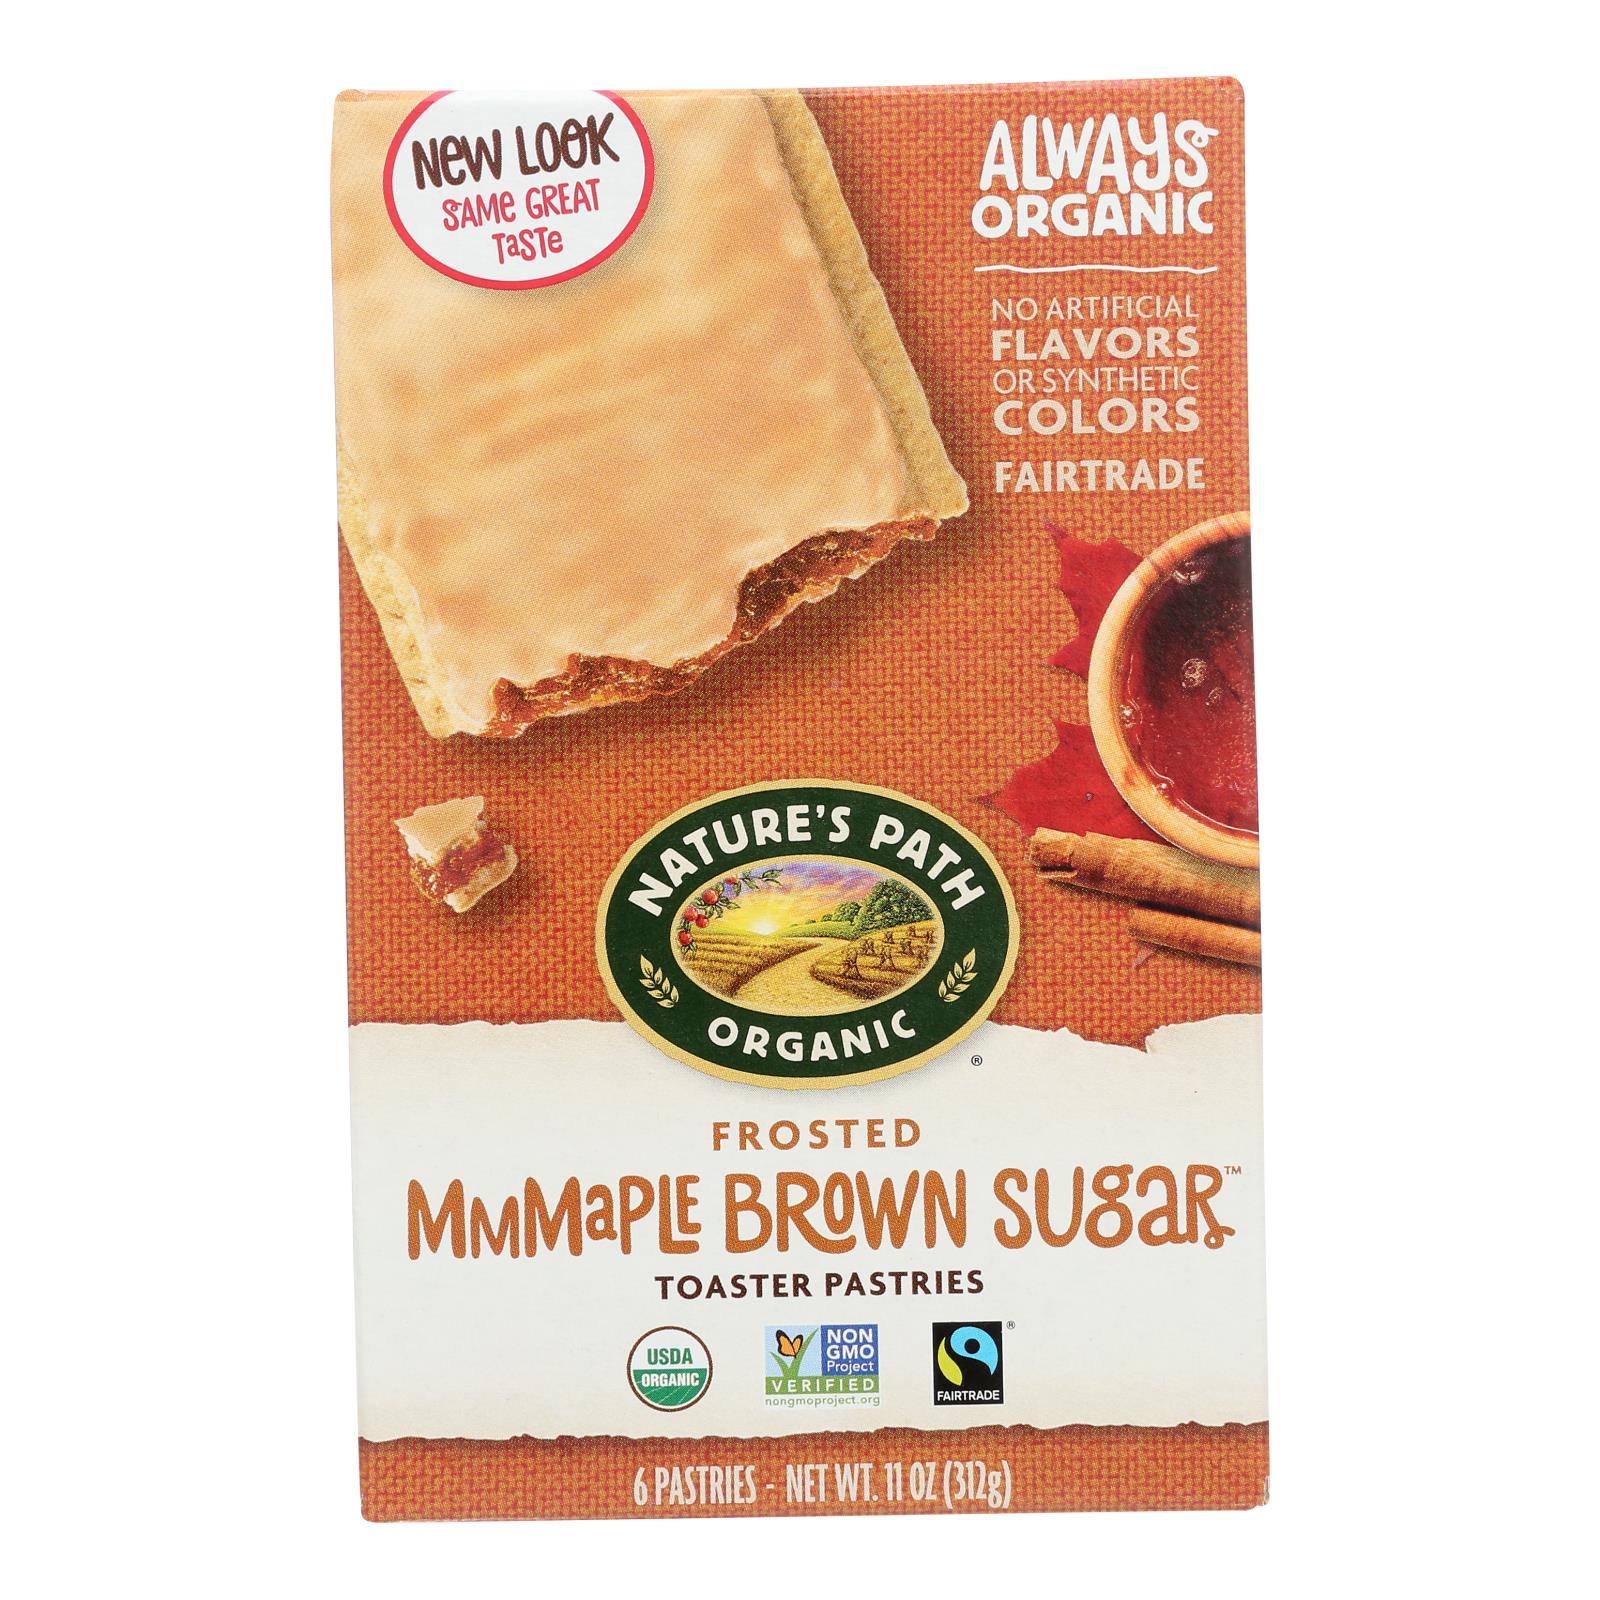 NEW LOOK
SAME GREAT
TaSTe
ALWAYS
ORGANIC
NO ARTIFICIAL
FLAVORS
OR SYNTHETIC
COLORS
FAIRTRADE
NATURE'S PATH
ORGANIC
®
FROSTED
MMMaPLE BROWN SUgaR™
TOASTER PASTRIES
USDA
ORGANIC
NON
GMO
Project
VERIFIED
nongmoproject.org
FAIRTRADE
®
6 PASTRIES - NET WT. 11 OZ (312g)